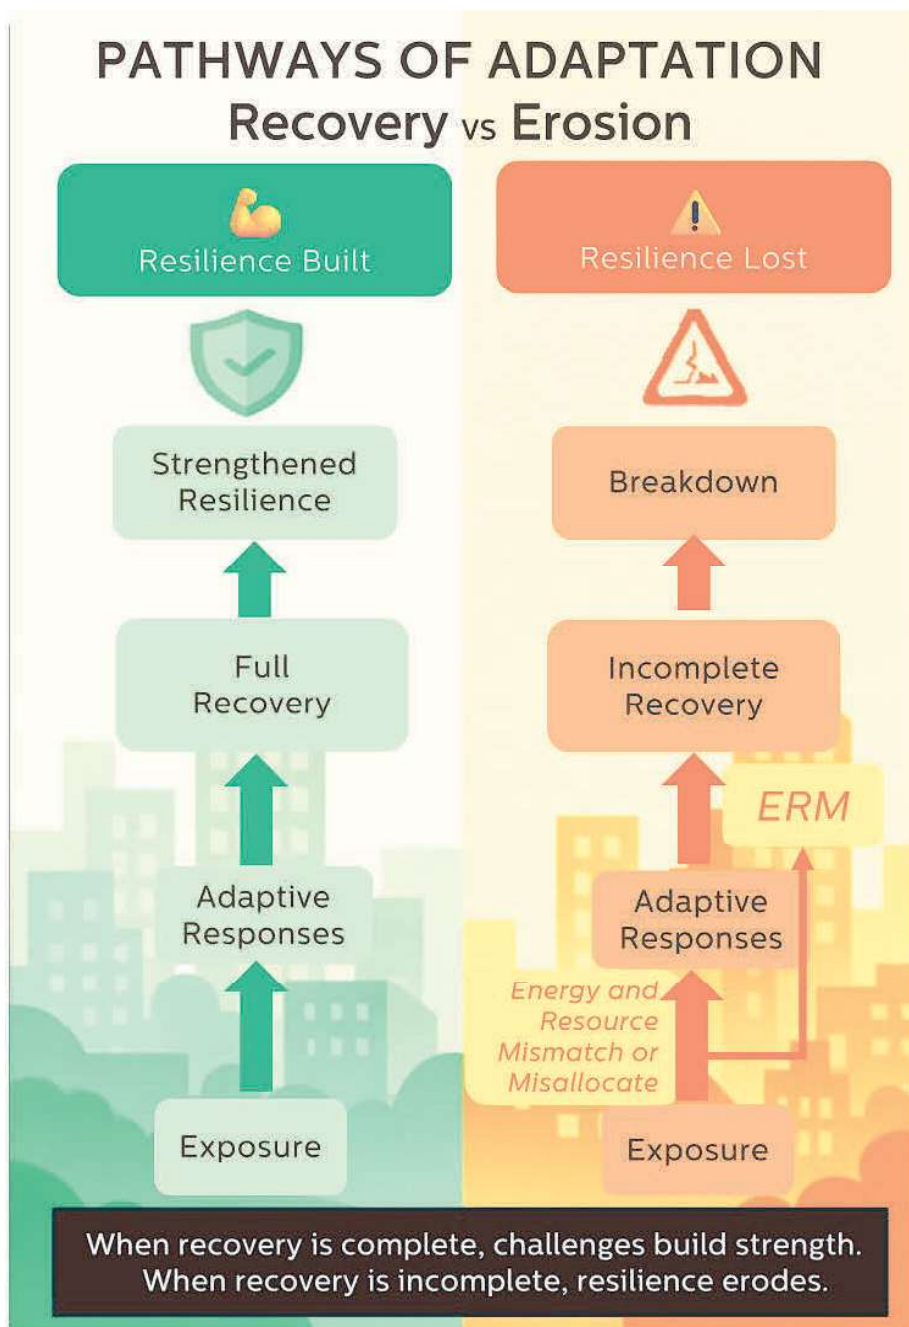 PATHWAYS OF ADAPTATION
Recovery vs Erosion
Resilience Built
Strengthened
Resilience
Full
Recovery
Adaptive
Responses
Exposure
Resilience Lost
Breakdown
Incomplete
Recovery
ERM
Adaptive
Responses
Energy and
Resource
Mismatch or
Misallocate
Exposure
When recovery is complete, challenges build strength.
When recovery is incomplete, resilience erodes.